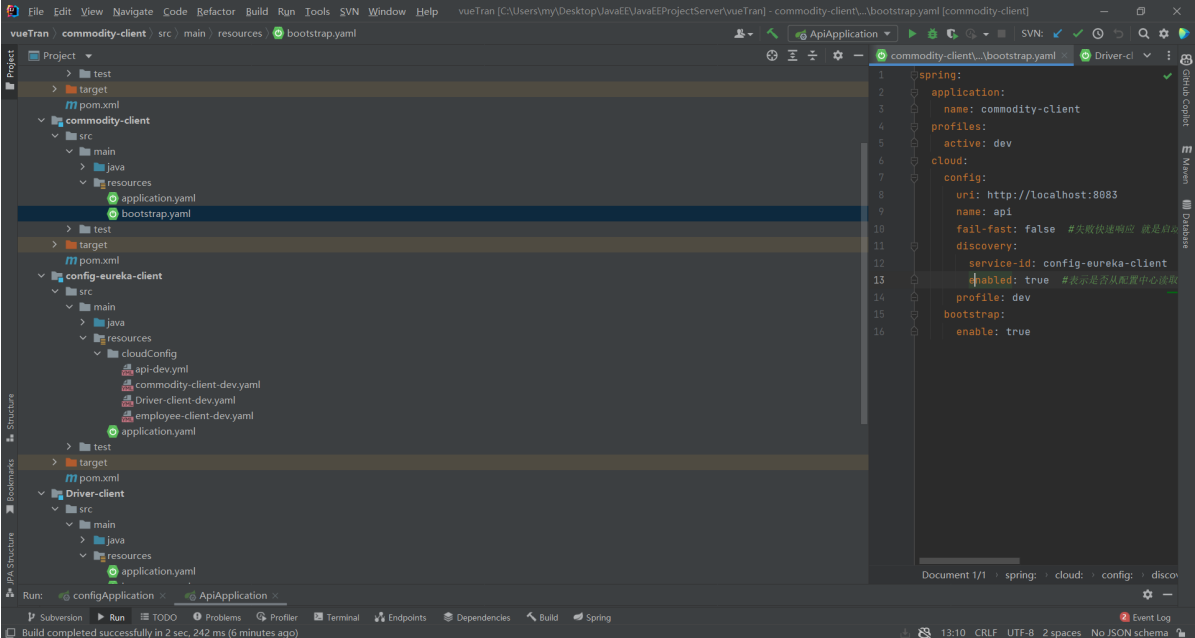 File Edit View Navigate Code Refactor Build Run Tools SVN Window Help vueTran [C:\Users\my\Desktop\JavaEE\JavaEEProjectServer\vueTran] - commodity-client\...\bootstrap.yaml [commodity-client]
vueTran commodity-client src main resources bootstrap.yaml ApiApplication SVN:
Project
commodity-client\...\bootstrap.yaml Driver-cl
test
target
pom.xml
commodity-client
src
main
java
resources
application.yaml
bootstrap.yaml
test
target
pom.xml
config-eureka-client
src
main
java
resources
cloudConfig
api-dev.yml
commodity-client-dev.yaml
Driver-client-dev.yaml
employee-client-dev.yaml
application.yaml
test
target
pom.xml
Driver-client
src
main
java
resources
application.yaml
1 spring:
2 application:
3 name: commodity-client
4 profiles:
5 active: dev
6 cloud:
7 config:
8 uri: http://localhost:8083
9 name: api
10 fail-fast: false #失败快速响应 就是启动
11 discovery:
12 service-id: config-eureka-client
13 enabled: true #表示是否从配置中心读取
14 profile: dev
15 bootstrap:
16 enable: true
Document 1/1 spring: cloud: config: disco
Project
Structure
Bookmarks
JPA Structure
GitHub Copilot
Maven
Database
Run: configApplication ApiApplication
Subversion Run TODO Problems Profiler Terminal Endpoints Dependencies Build Spring 2 Event Log
Build completed successfully in 2 sec, 242 ms (6 minutes ago) 13:10 CRLF UTF-8 2 spaces No JSON schema